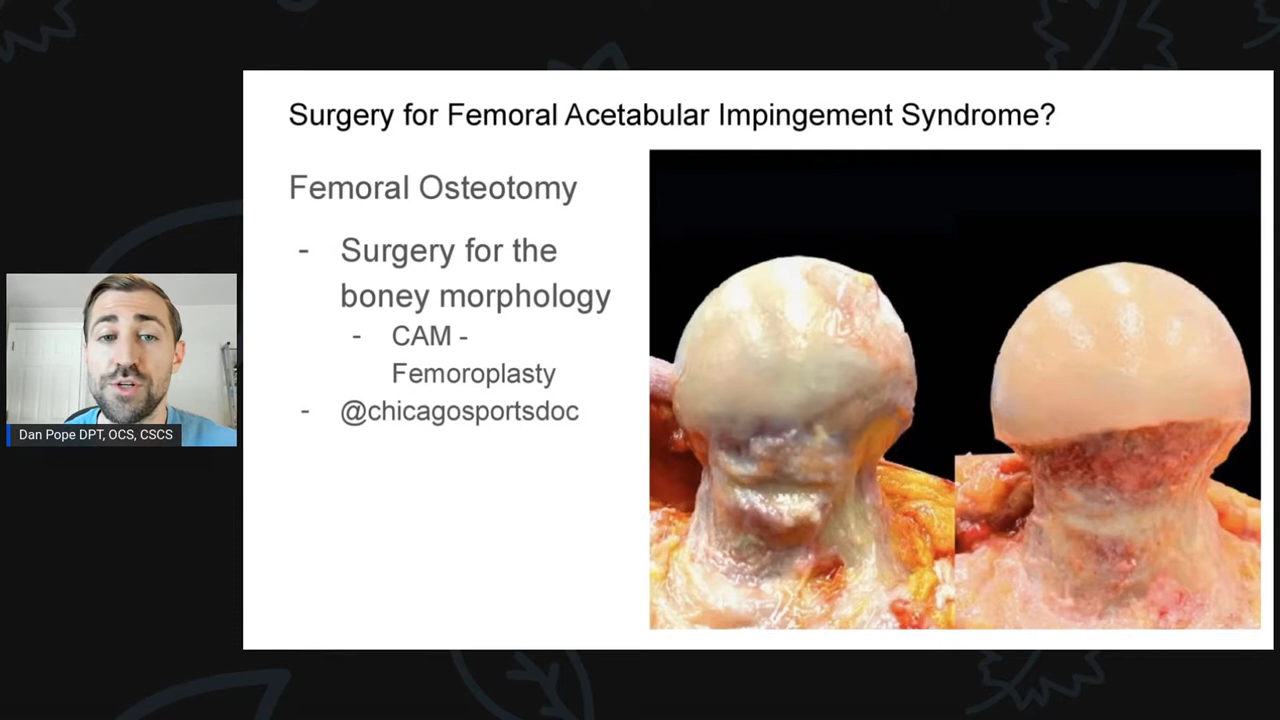 Surgery for Femoral Acetabular Impingement Syndrome?
Femoral Osteotomy
- Surgery for the
boney morphology
- CAM -
Femoroplasty
- @chicagosportsdoc
Dan Pope DPT, OCS, CSCS